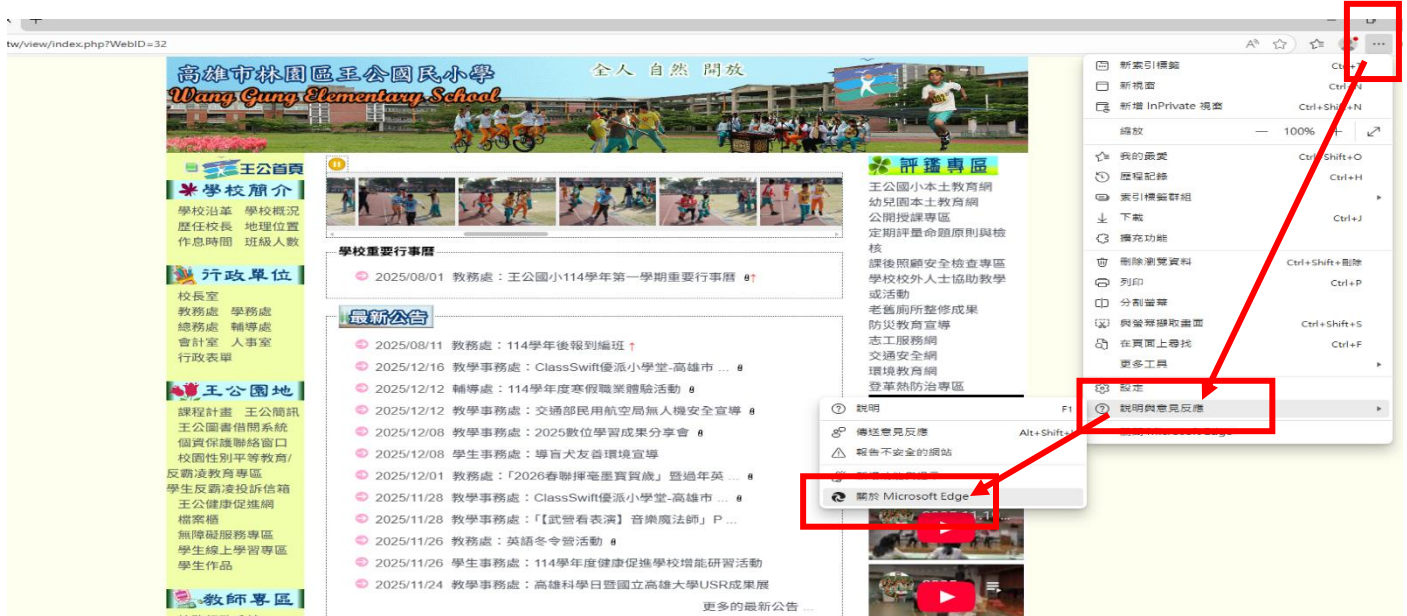 tw/view/index.php?WebID=32
高雄市林園區王公國民小學
全人 自然 開放
Wang Gung Elementary School
王公首頁
學校簡介
學校沿革 學校概況
歷任校長 地理位置
作息時間 班級人數
行政單位
校長室
教務處 學務處
總務處 輔導處
會計室 人事室
行政表單
王公園地
課程計畫 王公簡訊
王公圖書借閱系統
個資保護聯絡窗口
校園性別平等教育/
反霸凌教育專區
學生反霸凌投訴信箱
王公健康促進網
檔案櫃
無障礙服務專區
學生線上學習專區
學生作品
教師專區
學校重要行事曆
2025/08/01 教務處：王公國小114學年第一學期重要行事曆
最新公告
2025/08/11 教務處：114學年後報到編班
2025/12/16 教學事務處：ClassSwift優派小學堂-高雄市 ...
2025/12/12 輔導處：114學年度寒假職業體驗活動
2025/12/12 教學事務處：交通部民用航空局無人機安全宣導
2025/12/08 教學事務處：2025數位學習成果分享會
2025/12/08 學生事務處：導盲犬友善環境宣導
2025/12/01 教務處：「2026春聯揮毫墨寶賀歲」暨過年英 ...
2025/11/28 教學事務處：ClassSwift優派小學堂-高雄市 ...
2025/11/28 教學事務處：「【武營看表演】音樂魔法師」P ...
2025/11/26 教務處：英語冬令營活動
2025/11/26 學生事務處：114學年度健康促進學校增能研習活動
2025/11/24 教學事務處：高雄科學日暨國立高雄大學USR成果展
更多的最新公告 ...
評鑑專區
王公國小本土教育網
幼兒園本土教育網
公開授課專區
定期評量命題原則與檢
核
課後照顧安全檢查專區
學校校外人士協助教學
或活動
老舊廁所整修成果
防災教育宣導
志工服務網
交通安全網
環境教育網
登革熱防治專區
新索引標籤
新視窗 Ctrl+N
新增 InPrivate 視窗 Ctrl+Shift+N
縮放 — 100% +
我的最愛 Ctrl+Shift+O
歷程記錄 Ctrl+H
索引標籤群組
下載 Ctrl+J
擴充功能
刪除瀏覽資料 Ctrl+Shift+刪除
列印 Ctrl+P
分割螢幕
與螢幕擷取畫面 Ctrl+Shift+S
在頁面上尋找 Ctrl+F
更多工具
設定
說明與意見反應
Microsoft Edge
說明 F1
傳送意見反應 Alt+Shift+I
報告不安全的網站
關於 Microsoft Edge